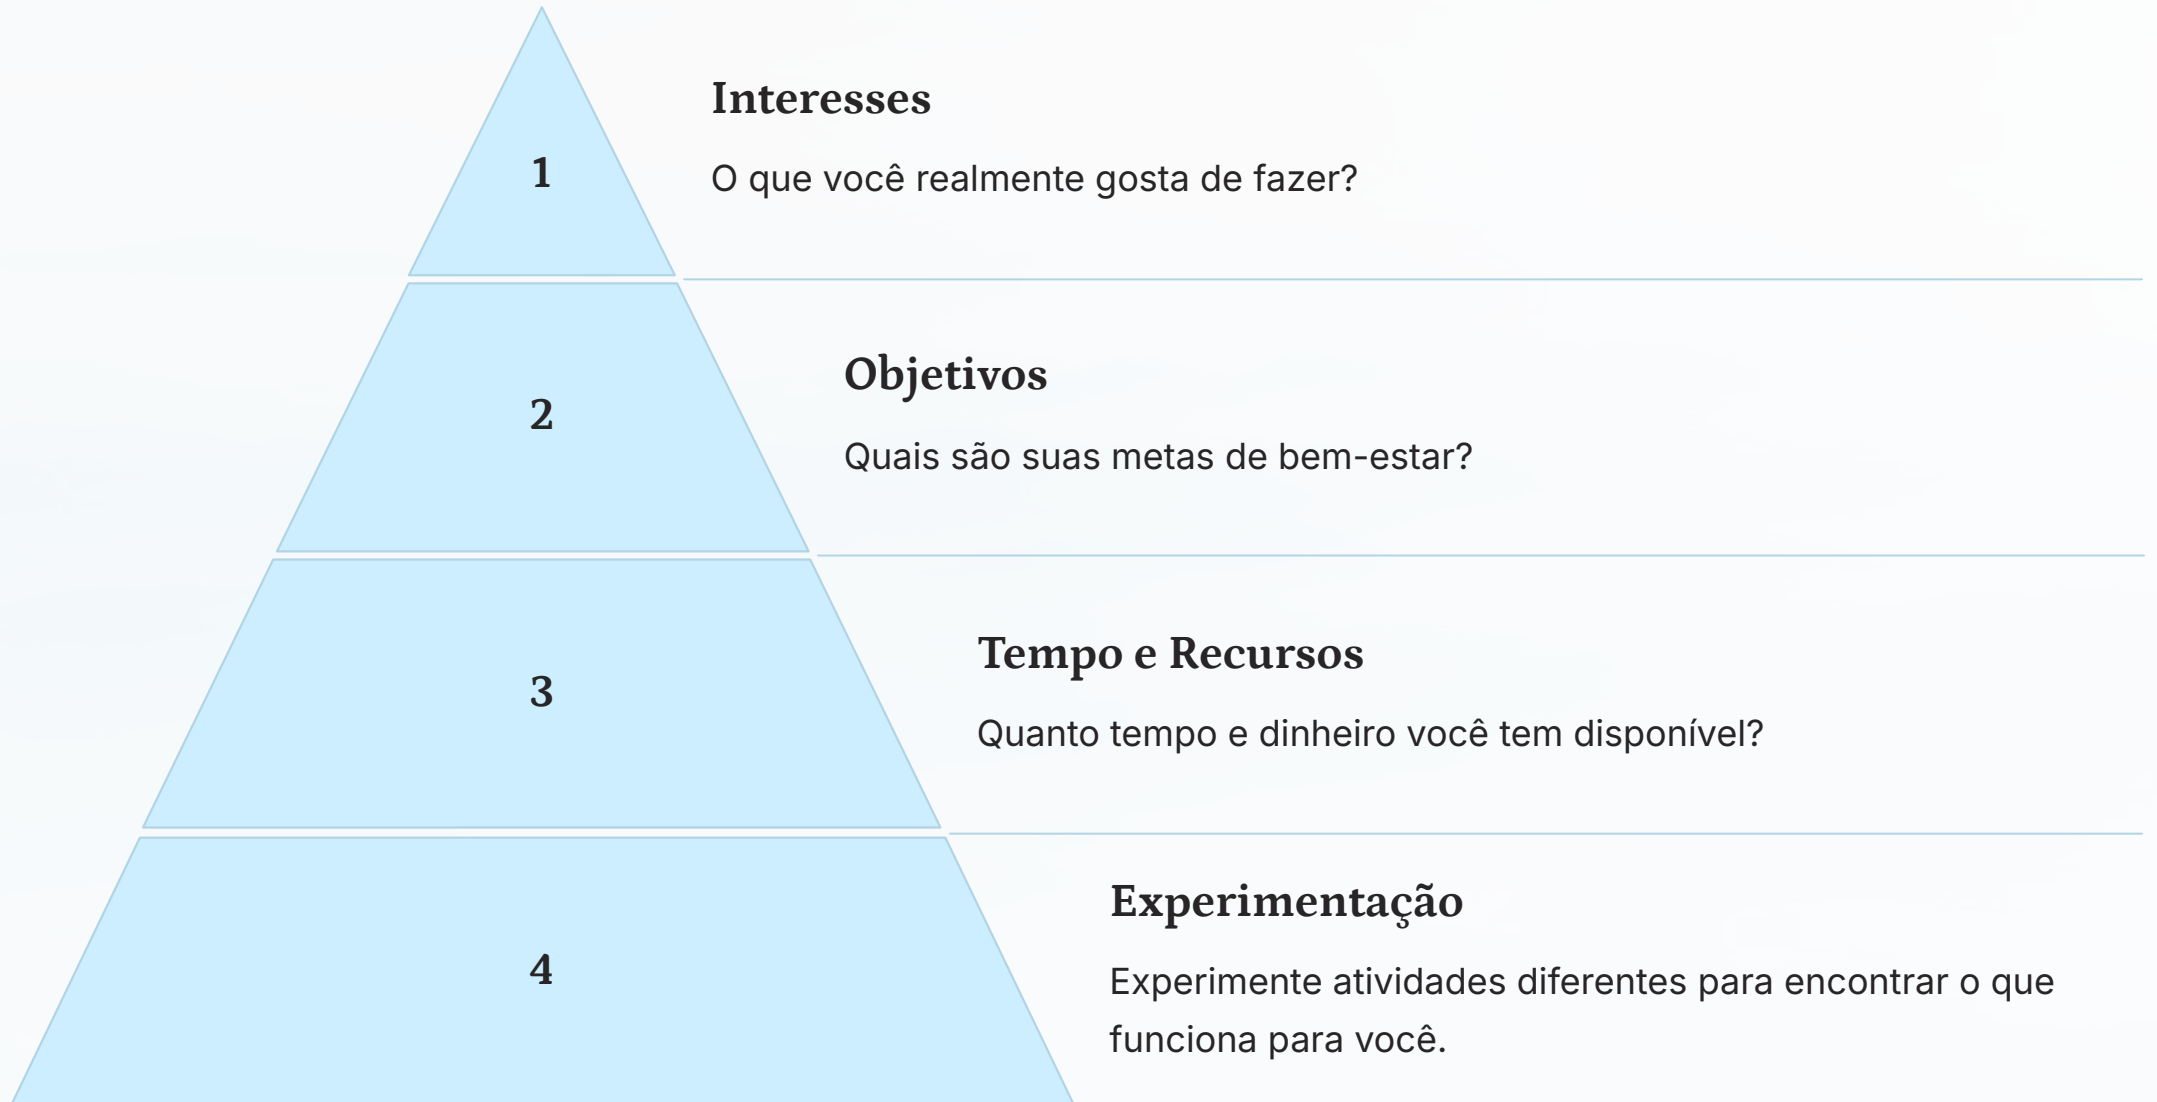 1
Interesses
O que você realmente gosta de fazer?
2
Objetivos
Quais são suas metas de bem-estar?
3
Tempo e Recursos
Quanto tempo e dinheiro você tem disponível?
4
Experimentação
Experimente atividades diferentes para encontrar o que
funciona para você.